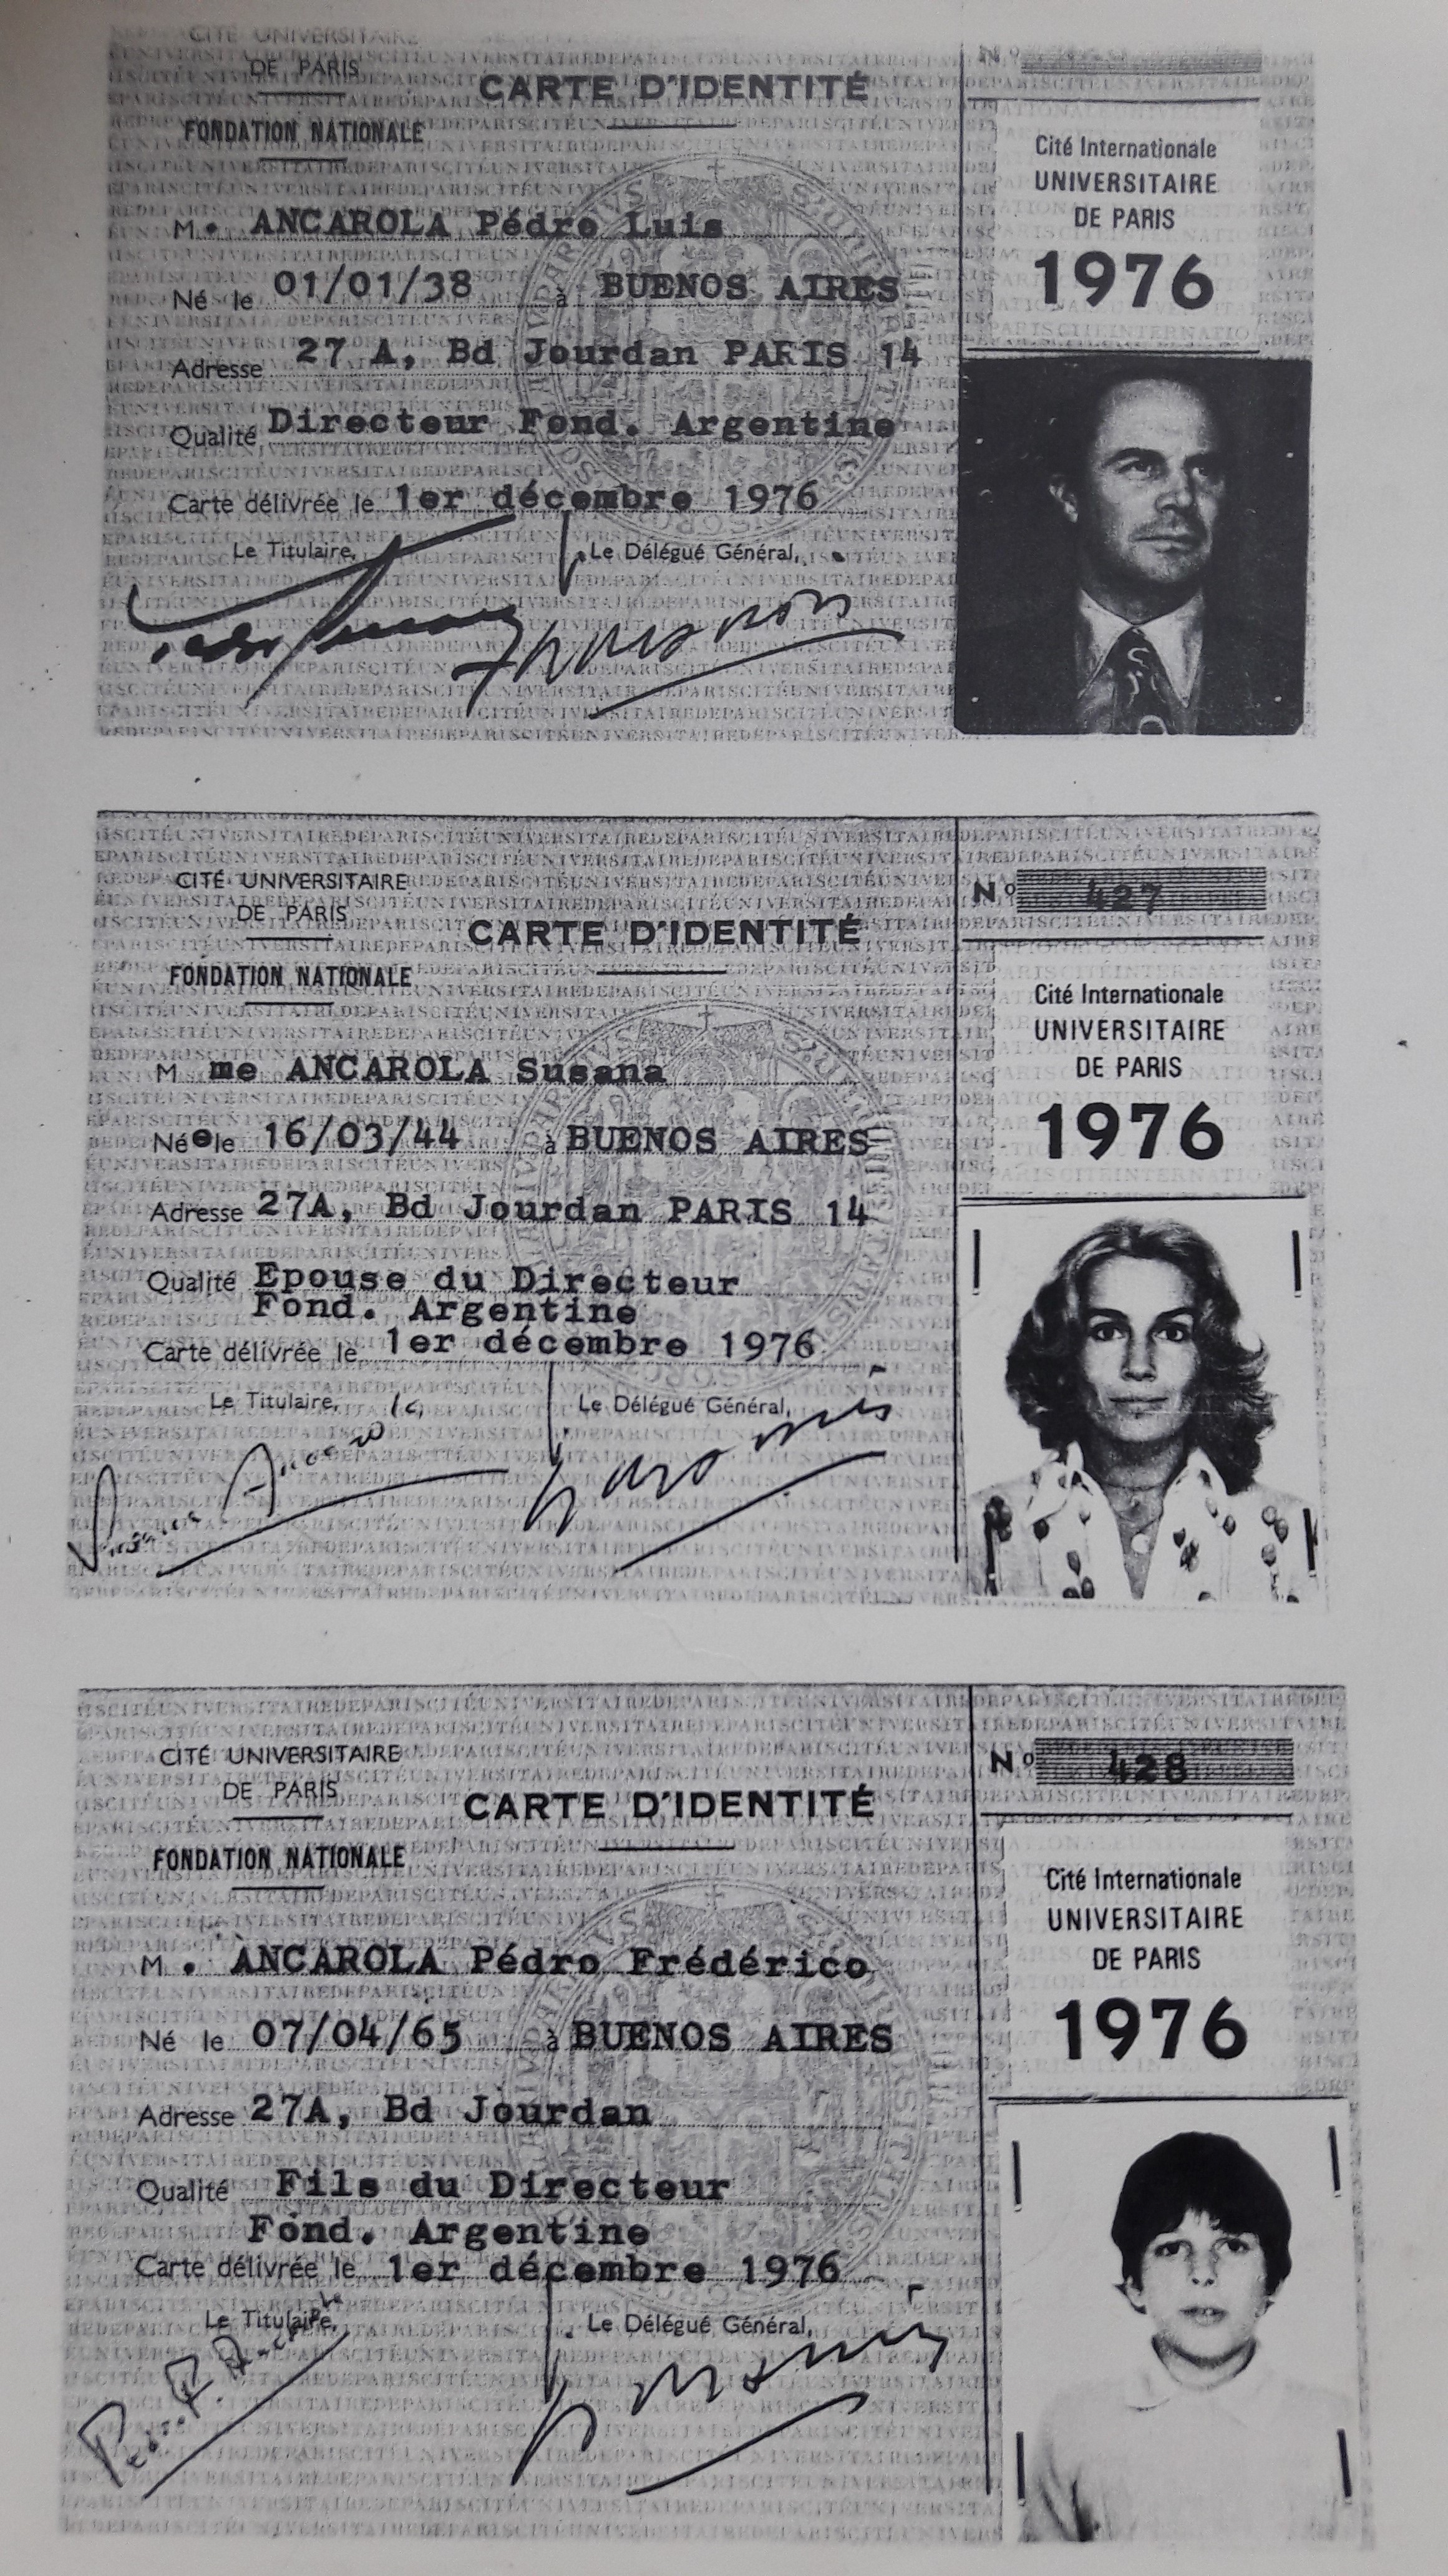 CITÉ UNIVERSITAIRE
DE PARIS
CARTE D'IDENTITÉ
FONDATION NATIONALE
M. ANCAROLA Pédro Luis
Né le 01/01/38 à BUENOS AIRES
Adresse 27 A, Bd Jourdan PARIS 14
Qualité Directeur Fond. Argentine
Carte délivrée le 1er décembre 1976
Le Titulaire, Le Délégué Général,
N°
Cité Internationale
UNIVERSITAIRE
DE PARIS
1976
CITÉ UNIVERSITAIRE
DE PARIS
CARTE D'IDENTITÉ
FONDATION NATIONALE
M me ANCAROLA Susana
Née le 16/03/44 à BUENOS AIRES
Adresse 27A, Bd Jourdan PARIS 14
Qualité Epouse du Directeur
Fond. Argentine
Carte délivrée le 1er décembre 1976
Le Titulaire, Le Délégué Général,
Susana Ancarola
N° 427
Cité Internationale
UNIVERSITAIRE
DE PARIS
1976
CITÉ UNIVERSITAIRE
DE PARIS
CARTE D'IDENTITÉ
FONDATION NATIONALE
M. ANCAROLA Pédro Frédérico
Né le 07/04/65 à BUENOS AIRES
Adresse 27A, Bd Jourdan
Qualité Fils du Directeur
Fond. Argentine
Carte délivrée le 1er décembre 1976
Le Titulaire, Le Délégué Général,
N° 428
Cité Internationale
UNIVERSITAIRE
DE PARIS
1976